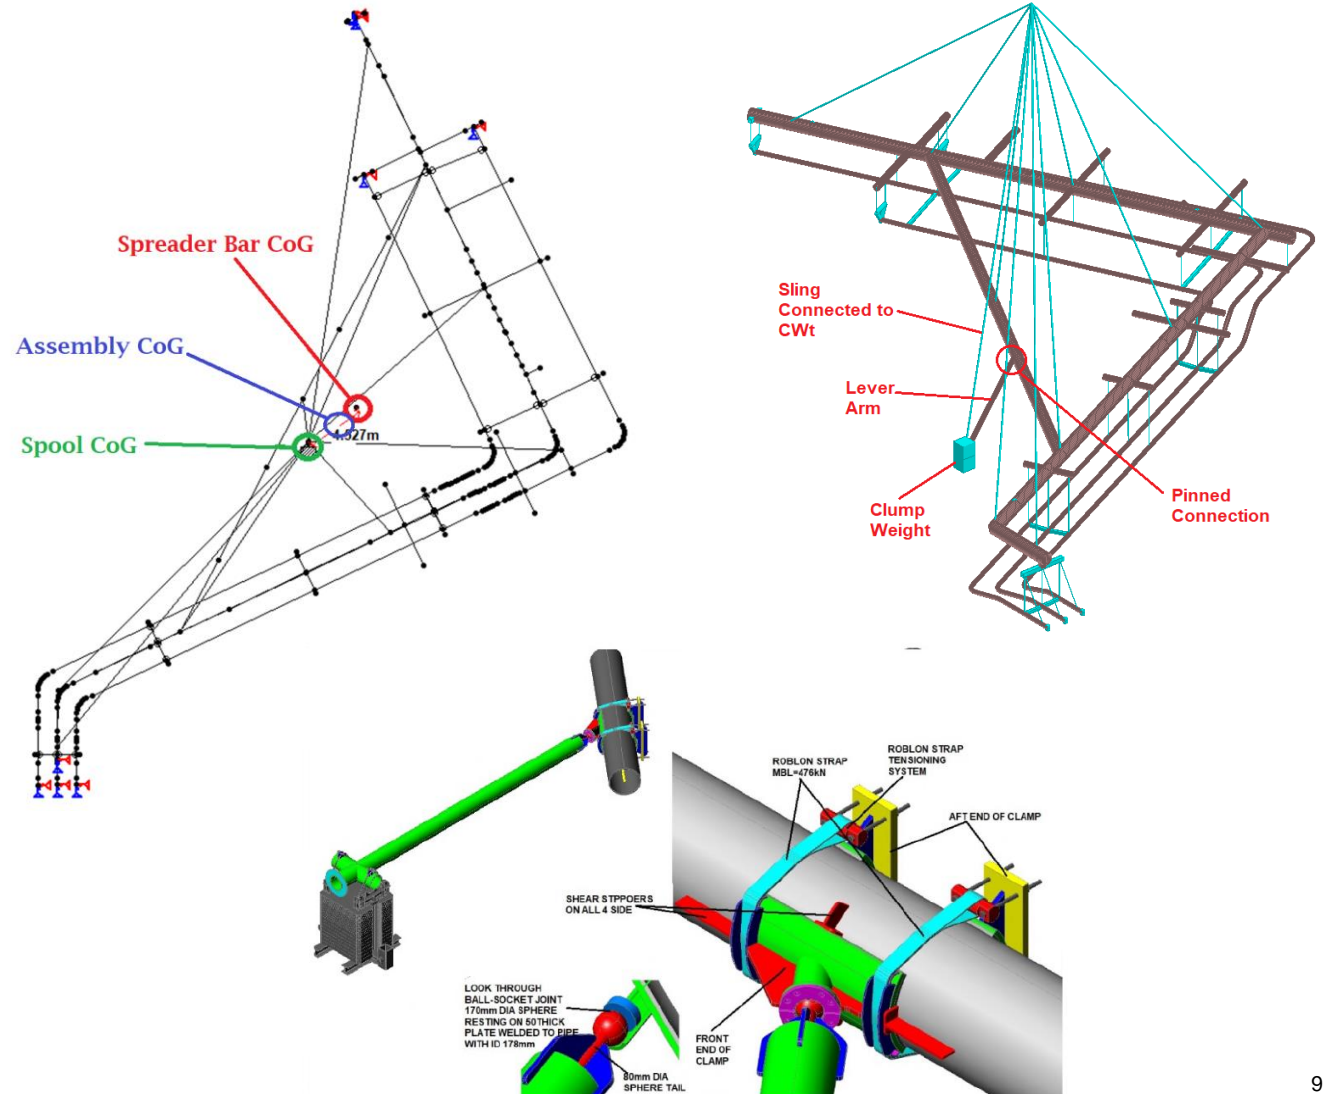 Spreader Bar CoG
Assembly CoG
Spool CoG
Sling
Connected to
CWt
Lever
Arm
Clump
Weight
Pinned
Connection
ROBLON STRAP
MBL=476kN
ROBLON STRAP
TENSIONING
SYSTEM
AFT END OF CLAMP
SHEAR STPPOERS
ON ALL 4 SIDE
LOOK THROUGH
BALL-SOCKET JOINT
170mm DIA SPHERE
RESTING ON 50THICK
PLATE WELDED TO PIPE
WITH ID 178mm
FRONT
END OF
CLAMP
80mm DIA
SPHERE TAIL
9